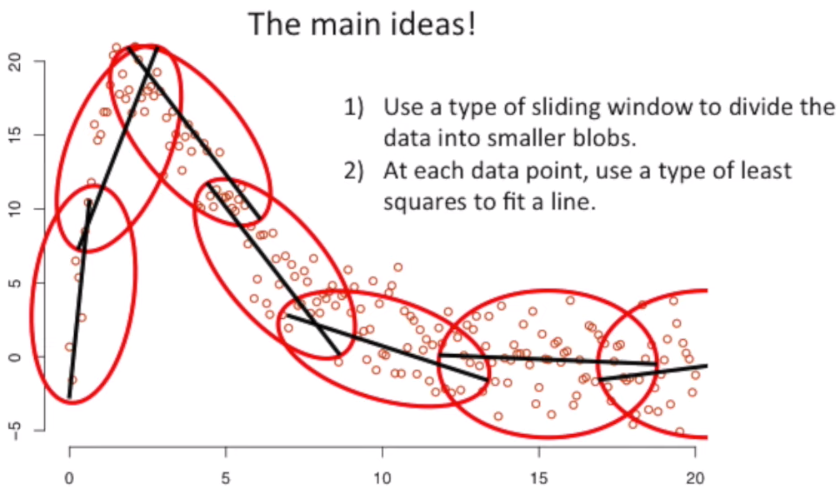 The main ideas!
1) Use a type of sliding window to divide the
data into smaller blobs.
2) At each data point, use a type of least
squares to fit a line.
20
15
10
5
0
-5
0 5 10 15 20